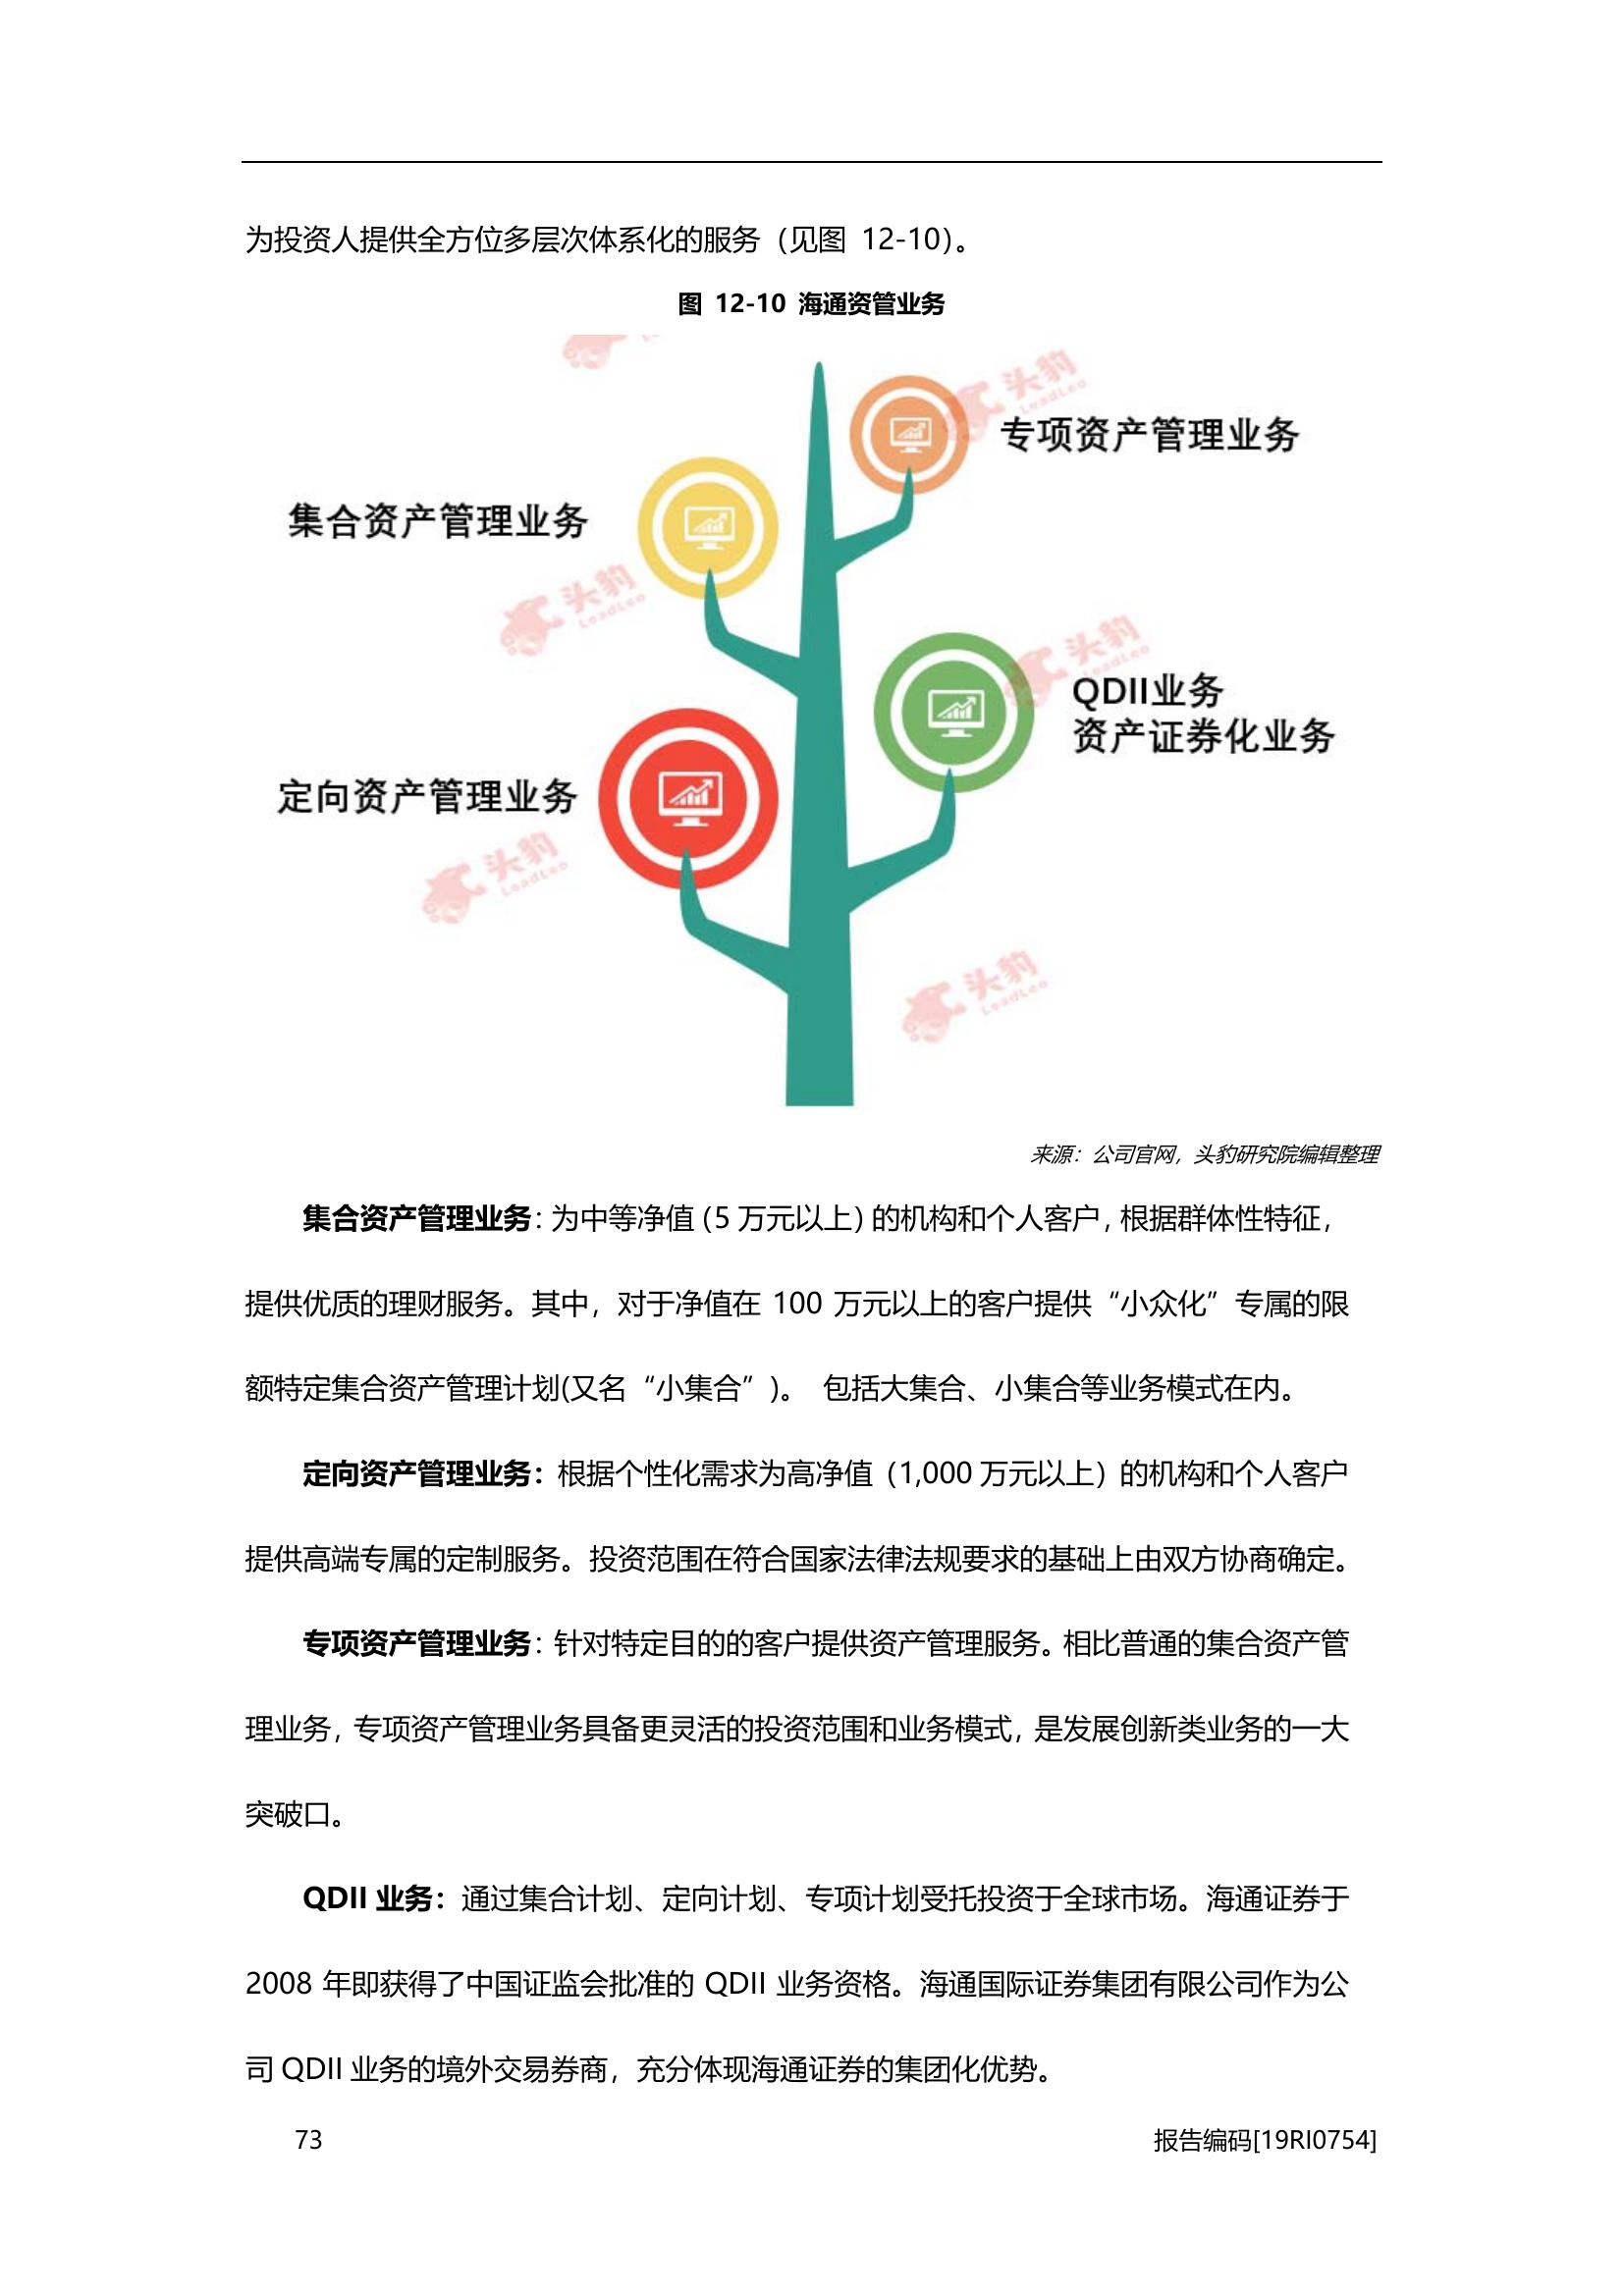 为投资人提供全方位多层次体系化的服务（见图 12-10）。
图 12-10 海通资管业务
专项资产管理业务
集合资产管理业务
QDII业务
资产证券化业务
定向资产管理业务
头豹
LeadLeo
头豹
LeadLeo
头豹
LeadLeo
头豹
LeadLeo
头豹
LeadLeo
来源：公司官网，头豹研究院编辑整理
集合资产管理业务：为中等净值（5 万元以上）的机构和个人客户，根据群体性特征，
提供优质的理财服务。其中，对于净值在 100 万元以上的客户提供“小众化”专属的限
额特定集合资产管理计划(又名“小集合”)。 包括大集合、小集合等业务模式在内。
定向资产管理业务：根据个性化需求为高净值（1,000 万元以上）的机构和个人客户
提供高端专属的定制服务。投资范围在符合国家法律法规要求的基础上由双方协商确定。
专项资产管理业务：针对特定目的的客户提供资产管理服务。相比普通的集合资产管
理业务，专项资产管理业务具备更灵活的投资范围和业务模式，是发展创新类业务的一大
突破口。
QDII 业务：通过集合计划、定向计划、专项计划受托投资于全球市场。海通证券于
2008 年即获得了中国证监会批准的 QDII 业务资格。海通国际证券集团有限公司作为公
司 QDII 业务的境外交易券商，充分体现海通证券的集团化优势。
73
报告编码[19RI0754]